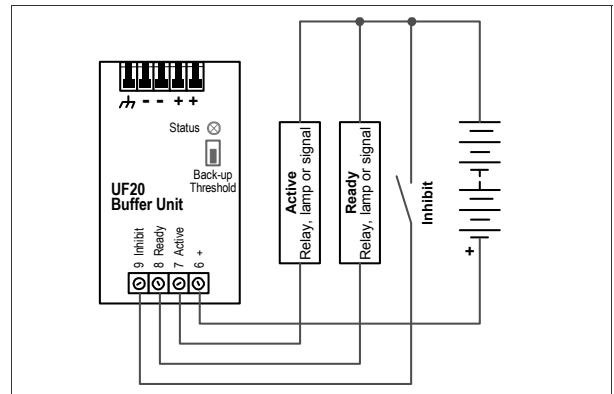 - - + +
Status
Back-up
Threshold
UF20
Buffer Unit
9 Inhibit
8 Ready
7 Active
6 +
Active
Relay, lamp or signal
Ready
Relay, lamp or signal
Inhibit
+